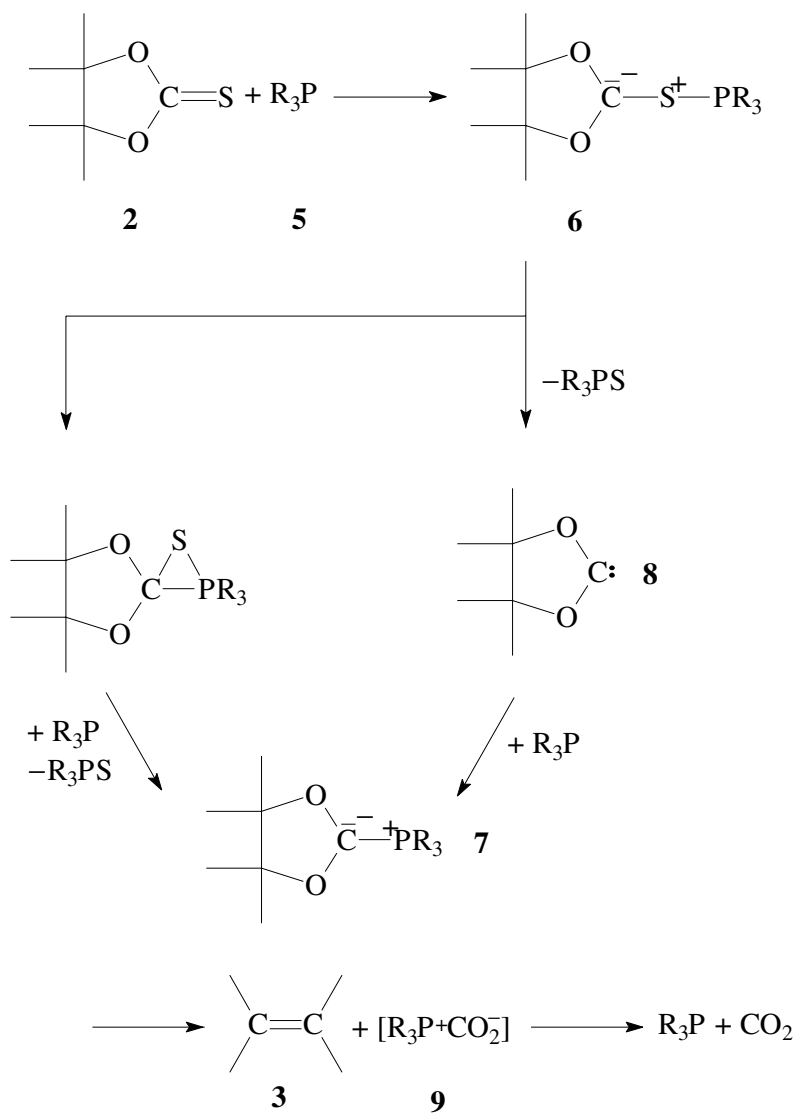 O C=S O + R₃P O C̲⁻ S⁺ PR₃ O
2 5 6
−R₃PS
O C O S PR₃ O C: O 8
+ R₃P
−R₃PS
+ R₃P
O C̲⁻ ⁺PR₃ O 7
C=C + [R₃P⁺CO₂⁻] R₃P + CO₂
3 9